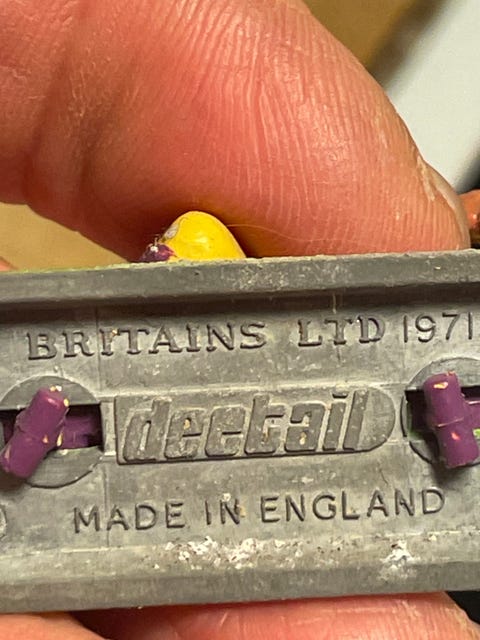 BRITAINS LTD 1971
deetail
MADE IN ENGLAND